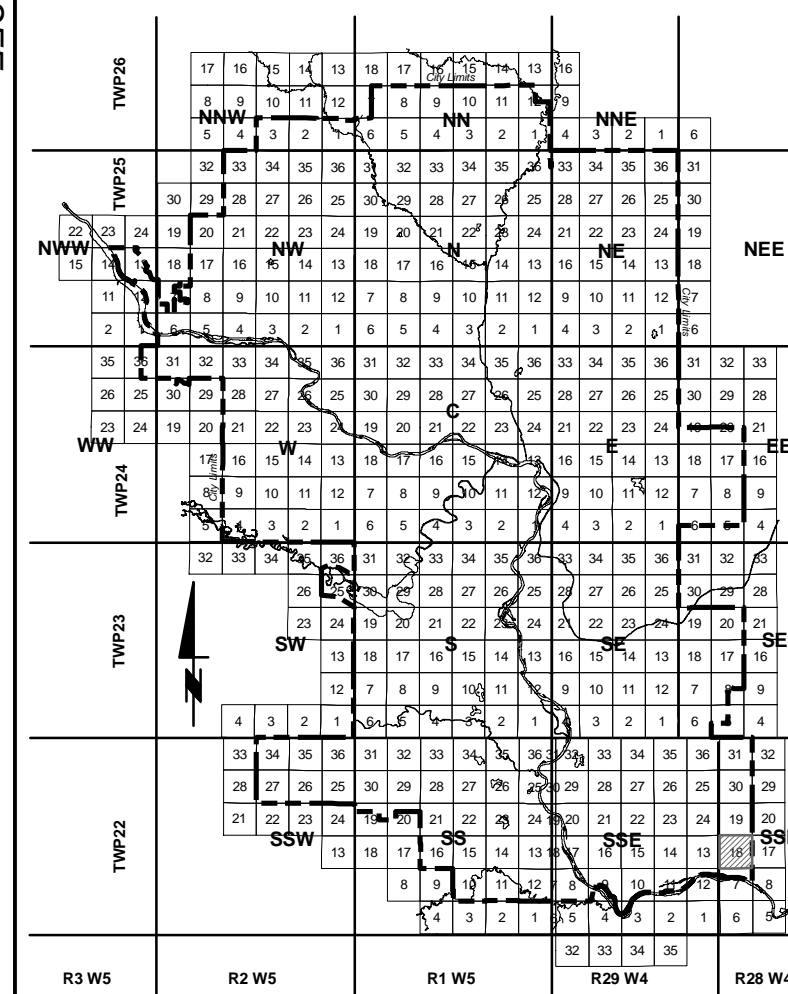 TWP26
17 16 15 14 13 18 17 16 15 14 13 16
City Limits
8 9 10 11 12 8 9 10 11 12 9
NNW NN NNE
5 4 3 2 1 6 5 4 3 2 1 4 3 2 1 6
TWP25
32 33 34 35 36 31 32 33 34 35 36 33 34 35 36 31
30 29 28 27 26 25 30 29 28 27 26 25 28 27 26 25 30
22 23 24 19 20 21 22 23 24 19 20 21 22 23 24 21 22 23 24 19
NWW NW N NE NEE
15 14 18 17 16 15 14 13 18 17 16 15 14 13 16 15 14 13 18
11 8 9 10 11 12 7 8 9 10 11 12 9 10 11 12 7
City Limits
2 6 5 4 3 2 1 6 5 4 3 2 1 4 3 2 1 6
35 36 31 32 33 34 35 36 31 32 33 34 35 36 33 34 35 36 31 32 33
26 25 30 29 28 27 26 25 30 29 28 27 26 25 28 27 26 25 30 29 28
C
23 24 19 20 21 22 23 24 19 20 21 22 23 24 21 22 23 24 19 20 21
WW W E EE
17 16 15 14 13 18 17 16 15 14 13 16 15 14 13 18 17 16
TWP24
City Limits
8 9 10 11 12 7 8 9 10 11 12 9 10 11 12 7 8 9
5 4 3 2 1 6 5 4 3 2 4 3 2 1 6 5 4
32 33 34 35 36 31 32 33 34 35 36 33 34 35 36 31 32 33
26 25 30 29 28 27 26 25 28 27 26 25 30 29 28
TWP23
23 24 19 20 21 22 23 24 21 22 23 24 19 20 21
SW S SE SE
13 18 17 16 15 14 13 16 15 14 13 18 17 16
N
12 7 8 9 10 11 12 9 10 11 12 7 8 9
4 3 2 1 6 5 4 3 2 1 4 3 2 1 6 4
33 34 35 36 31 32 33 34 35 36 31 32 33 34 35 36 31 32
28 27 26 25 30 29 28 27 26 25 30 29 28 27 26 25 30 29
21 22 23 24 19 20 21 22 23 24 19 20 21 22 23 24 19 20
TWP22
SSW SS SSE SS
13 18 17 16 15 14 13 18 17 16 15 14 13 18 17
8 9 10 11 12 7 8 9 10 11 12 7 8
4 3 2 1 6 5 4 3 2 1 6 5
32 33 34 35
R3 W5 R2 W5 R1 W5 R29 W4 R28 W4